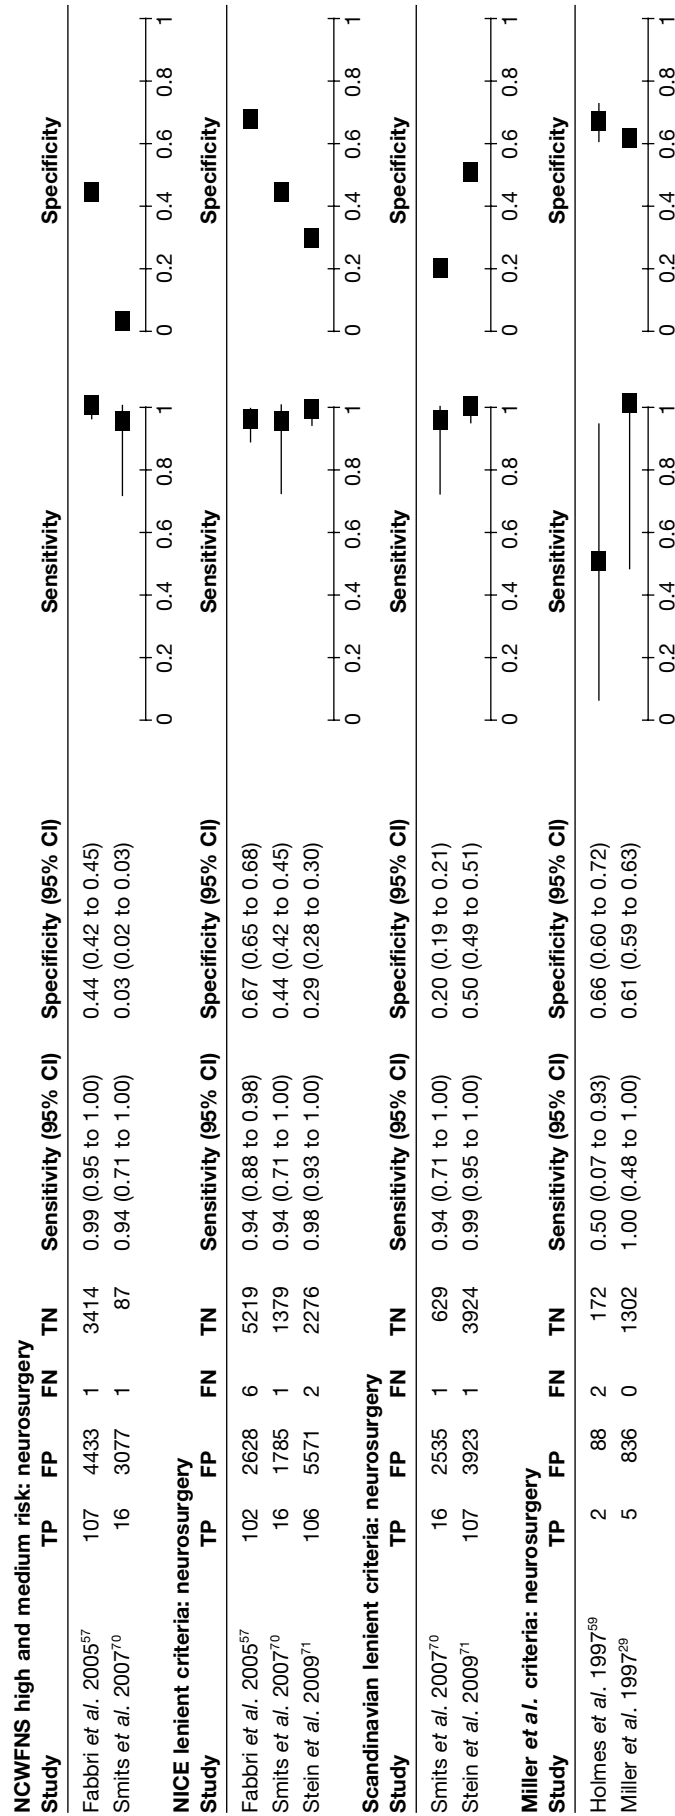 NCWFNS high and medium risk: neurosurgery
Study TP FP FN TN Sensitivity (95% CI) Specificity (95% CI) Sensitivity Specificity
Fabbri et al. 2005⁵⁷ 107 4433 1 3414 0.99 (0.95 to 1.00) 0.44 (0.42 to 0.45)
Smits et al. 2007⁷⁰ 16 3077 1 87 0.94 (0.71 to 1.00) 0.03 (0.02 to 0.03)
0 0.2 0.4 0.6 0.8 1 0 0.2 0.4 0.6 0.8 1
NICE lenient criteria: neurosurgery
Study TP FP FN TN Sensitivity (95% CI) Specificity (95% CI) Sensitivity Specificity
Fabbri et al. 2005⁵⁷ 102 2628 6 5219 0.94 (0.88 to 0.98) 0.67 (0.65 to 0.68)
Smits et al. 2007⁷⁰ 16 1785 1 1379 0.94 (0.71 to 1.00) 0.44 (0.42 to 0.45)
Stein et al. 2009⁷¹ 106 5571 2 2276 0.98 (0.93 to 1.00) 0.29 (0.28 to 0.30)
0 0.2 0.4 0.6 0.8 1 0 0.2 0.4 0.6 0.8 1
Scandinavian lenient criteria: neurosurgery
Study TP FP FN TN Sensitivity (95% CI) Specificity (95% CI) Sensitivity Specificity
Smits et al. 2007⁷⁰ 16 2535 1 629 0.94 (0.71 to 1.00) 0.20 (0.19 to 0.21)
Stein et al. 2009⁷¹ 107 3923 1 3924 0.99 (0.95 to 1.00) 0.50 (0.49 to 0.51)
0 0.2 0.4 0.6 0.8 1 0 0.2 0.4 0.6 0.8 1
Miller et al. criteria: neurosurgery
Study TP FP FN TN Sensitivity (95% CI) Specificity (95% CI) Sensitivity Specificity
Holmes et al. 1997⁵⁹ 2 88 2 172 0.50 (0.07 to 0.93) 0.66 (0.60 to 0.72)
Miller et al. 1997²⁹ 5 836 0 1302 1.00 (0.48 to 1.00) 0.61 (0.59 to 0.63)
0 0.2 0.4 0.6 0.8 1 0 0.2 0.4 0.6 0.8 1